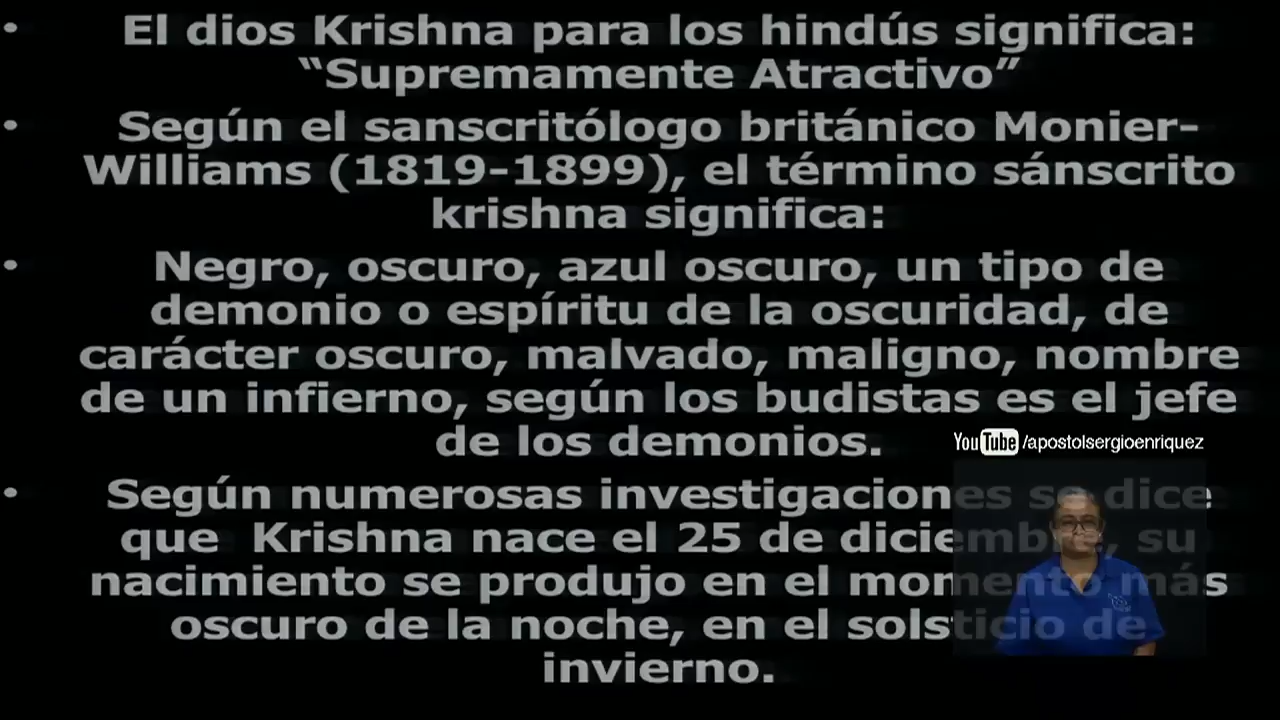 • El dios Krishna para los hindús significa:
“Supremamente Atractivo”
• Según el sanscritólogo británico Monier-
Williams (1819-1899), el término sánscrito
krishna significa:
• Negro, oscuro, azul oscuro, un tipo de
demonio o espíritu de la oscuridad, de
carácter oscuro, malvado, maligno, nombre
de un infierno, según los budistas es el jefe
de los demonios.
YouTube /apostolsergioenriquez
• Según numerosas investigaciones se dice
que Krishna nace el 25 de diciembre, su
nacimiento se produjo en el momento más
oscuro de la noche, en el solsticio de
invierno.